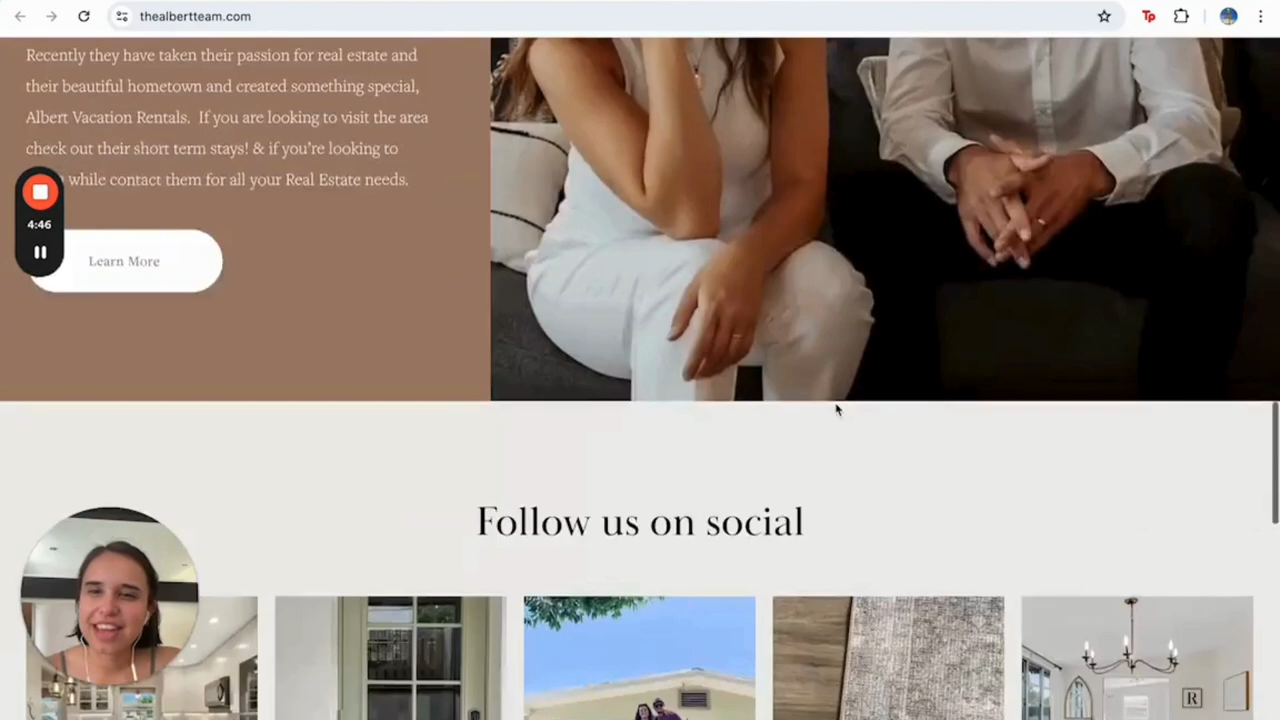 thealbertteam.com
Tp
Recently they have taken their passion for real estate and
their beautiful hometown and created something special,
Albert Vacation Rentals. If you are looking to visit the area
check out their short term stays! & if you're looking to
while contact them for all your Real Estate needs.
4:46
Learn More
Follow us on social
R